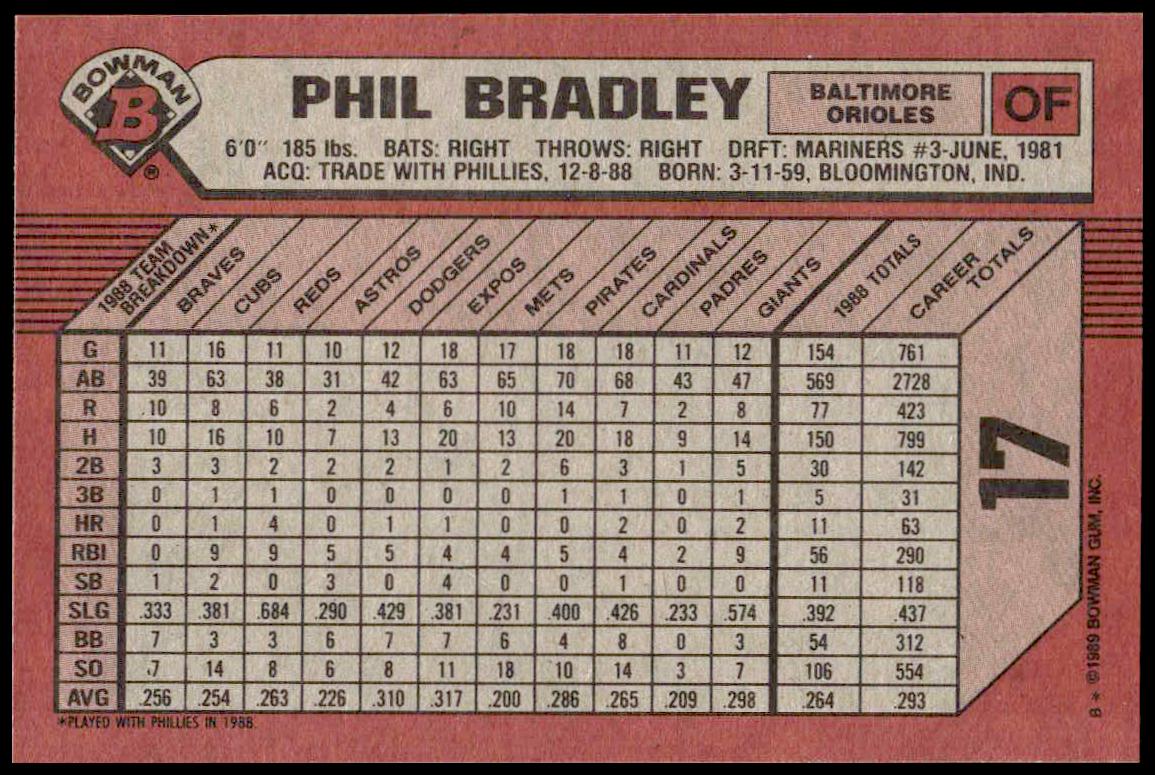 BOWMAN
B
®
PHIL BRADLEY
BALTIMORE
ORIOLES
OF
6'0" 185 lbs. BATS: RIGHT THROWS: RIGHT DRFT: MARINERS #3-JUNE, 1981
ACQ: TRADE WITH PHILLIES, 12-8-88 BORN: 3-11-59, BLOOMINGTON, IND.
1988 TEAM BREAKDOWN* BRAVES CUBS REDS ASTROS DODGERS EXPOS METS PIRATES CARDINALS PADRES GIANTS 1988 TOTALS CAREER TOTALS
G 11 16 11 10 12 18 17 18 18 11 12 154 761
AB 39 63 38 31 42 63 65 70 68 43 47 569 2728
R 10 8 6 2 4 6 10 14 7 2 8 77 423
H 10 16 10 7 13 20 13 20 18 9 14 150 799
2B 3 3 2 2 2 1 2 6 3 1 5 30 142
3B 0 1 1 0 0 0 0 1 1 0 1 5 31
HR 0 1 4 0 1 1 0 0 2 0 2 11 63
RBI 0 9 9 5 5 4 4 5 4 2 9 56 290
SB 1 2 0 3 0 4 0 0 1 0 0 11 118
SLG .333 .381 .684 .290 .429 .381 .231 .400 .426 .233 .574 .392 .437
BB 7 3 3 6 7 7 6 4 8 0 3 54 312
SO 7 14 8 6 8 11 18 10 14 3 7 106 554
AVG .256 .254 .263 .226 .310 .317 .200 .286 .265 .209 .298 .264 .293
*PLAYED WITH PHILLIES IN 1988.
17
B * ©1989 BOWMAN GUM, INC.